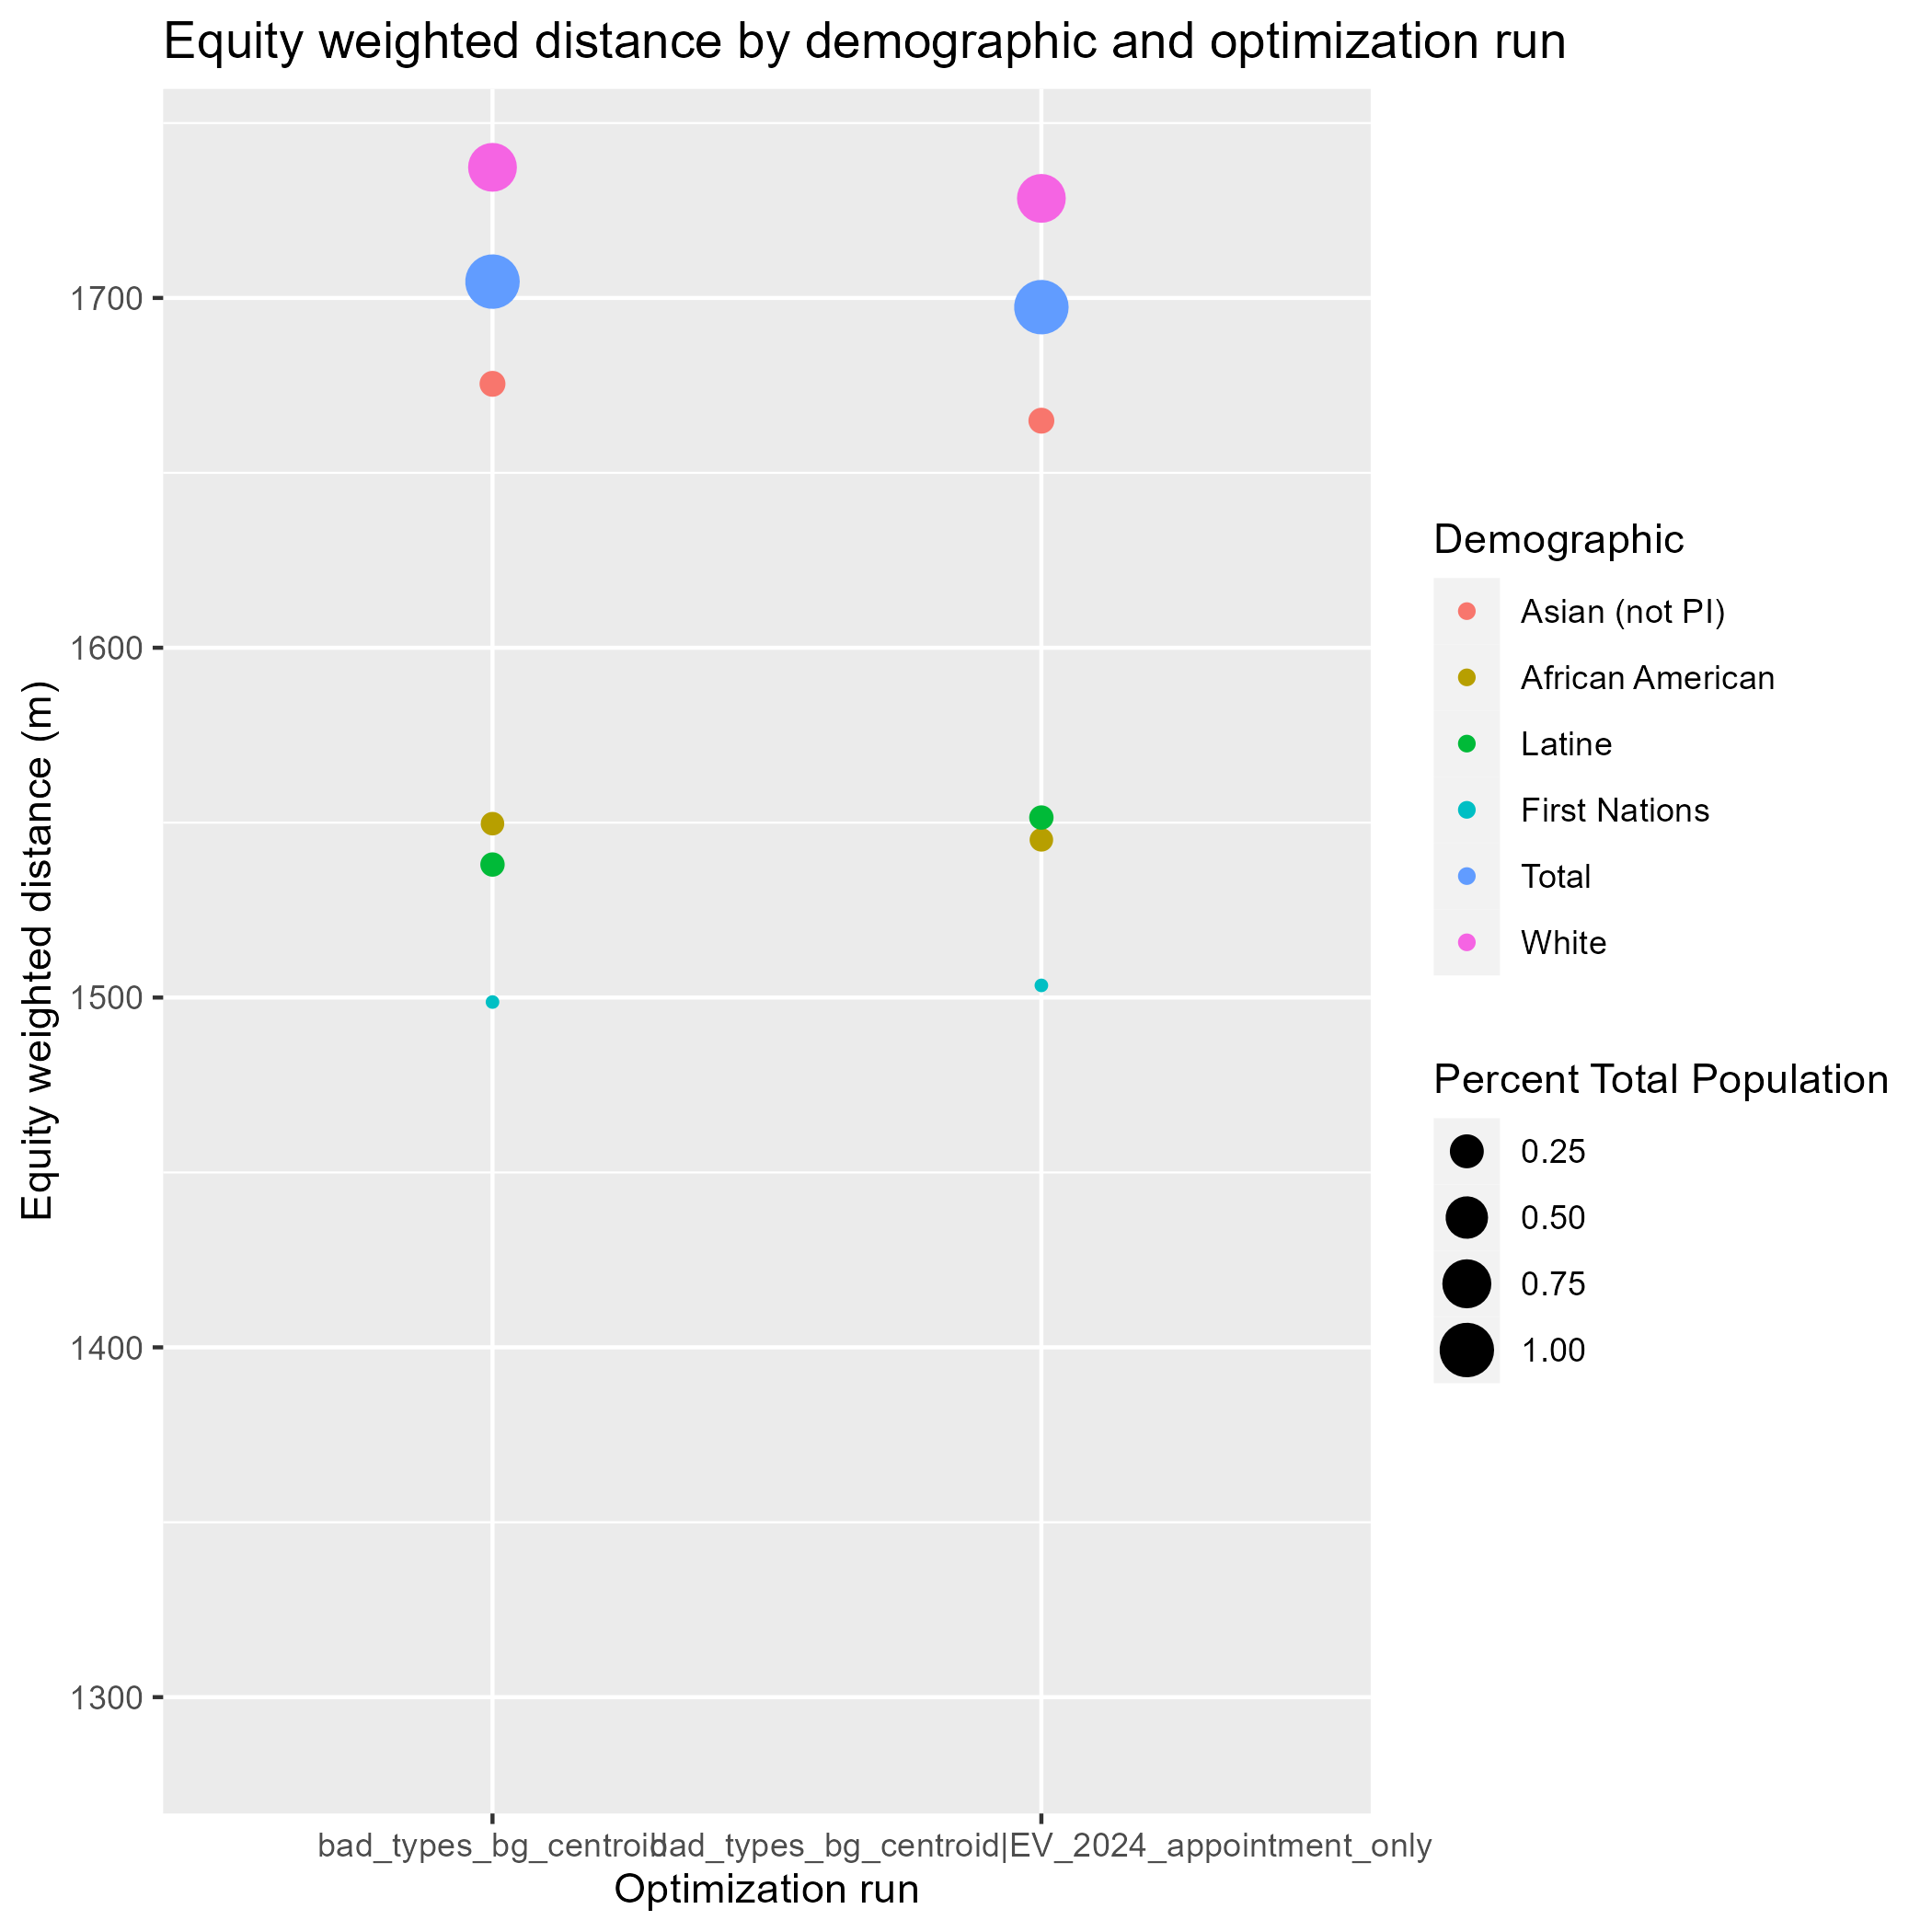 Equity weighted distance by demographic and optimization run
Equity weighted distance (m)
1700
1600
1500
1400
1300
bad_types_bg_centroid
bad_types_bg_centroid|EV_2024_appointment_only
Optimization run
Demographic
Asian (not PI)
African American
Latine
First Nations
Total
White
Percent Total Population
0.25
0.50
0.75
1.00